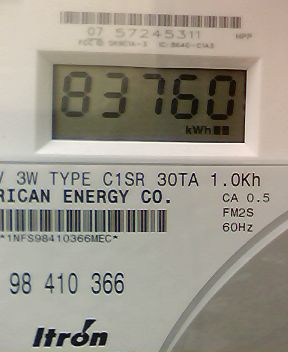 07 57245311
83760
kWh
V 3W TYPE C1SR 30TA 1.0Kh
RICAN ENERGY CO.
CA 0.5
FM2S
60Hz
*1NFS98410366MEC*
98 410 366
Itrón